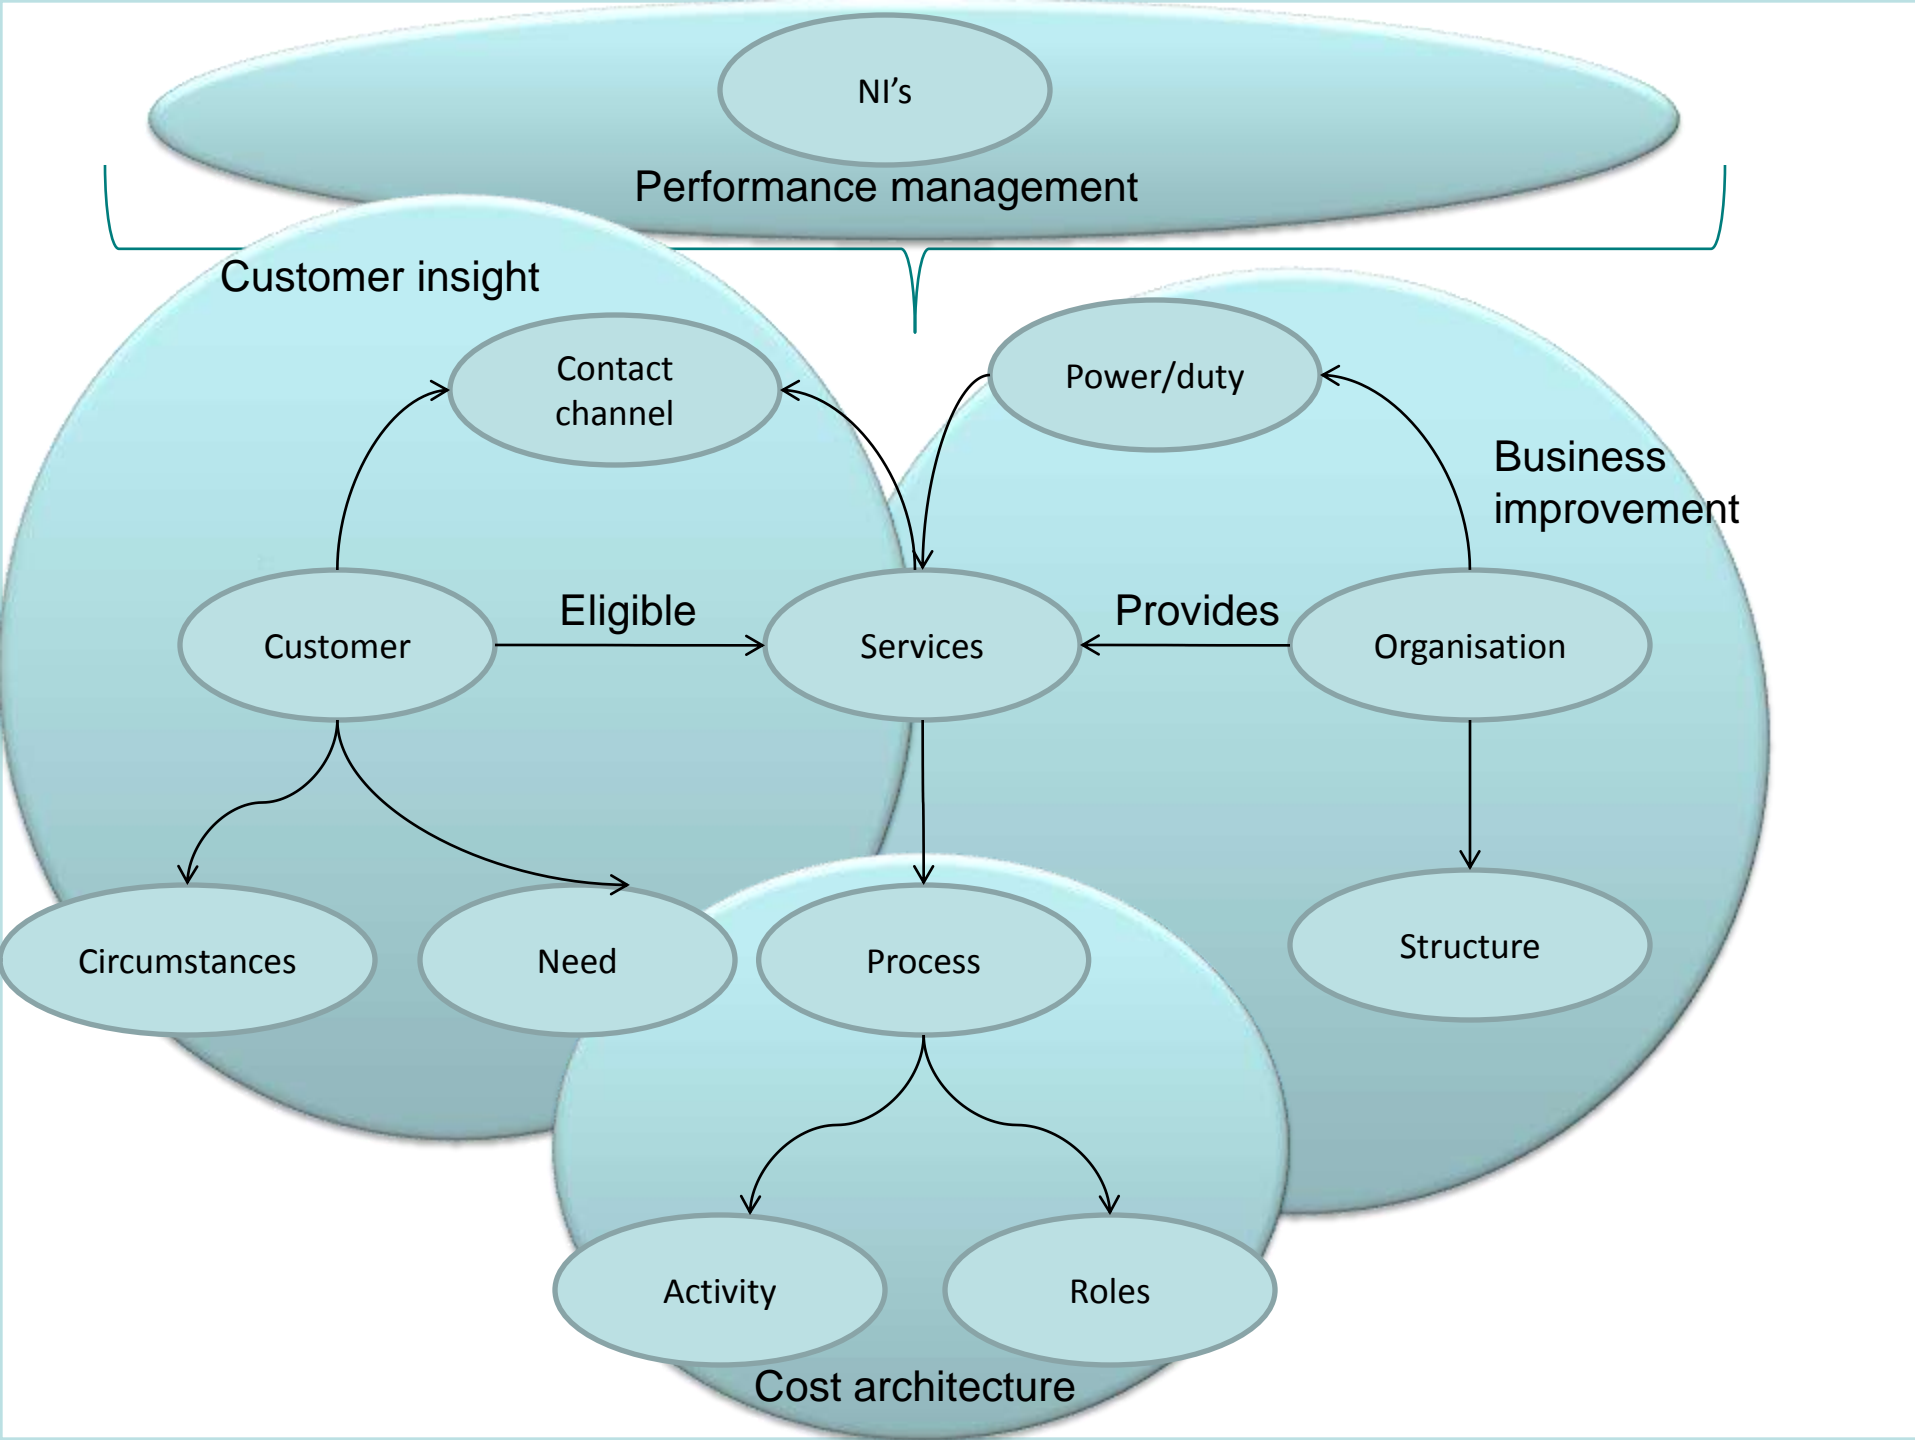 NI’s
Performance management
Customer insight
Contact
channel
Power/duty
Business
improvement
Eligible
Provides
Customer
Services
Organisation
Circumstances
Need
Process
Structure
Activity
Roles
Cost architecture